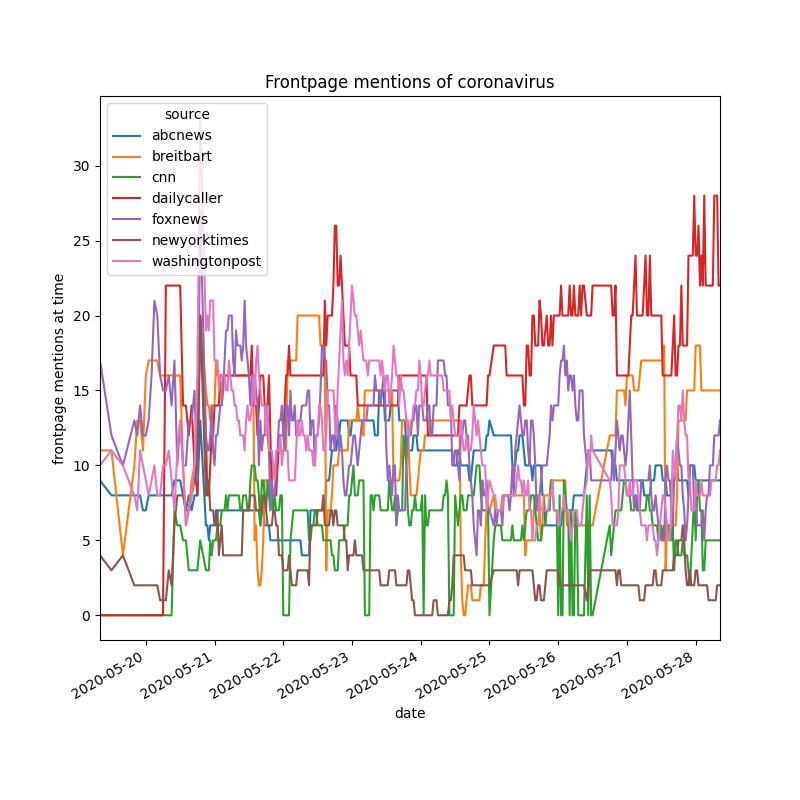 Frontpage mentions of coronavirus
source
abcnews
breitbart
cnn
dailycaller
foxnews
newyorktimes
washingtonpost
frontpage mentions at time
30
25
20
15
10
5
0
2020-05-20
2020-05-21
2020-05-22
2020-05-23
2020-05-24
2020-05-25
2020-05-26
2020-05-27
2020-05-28
date